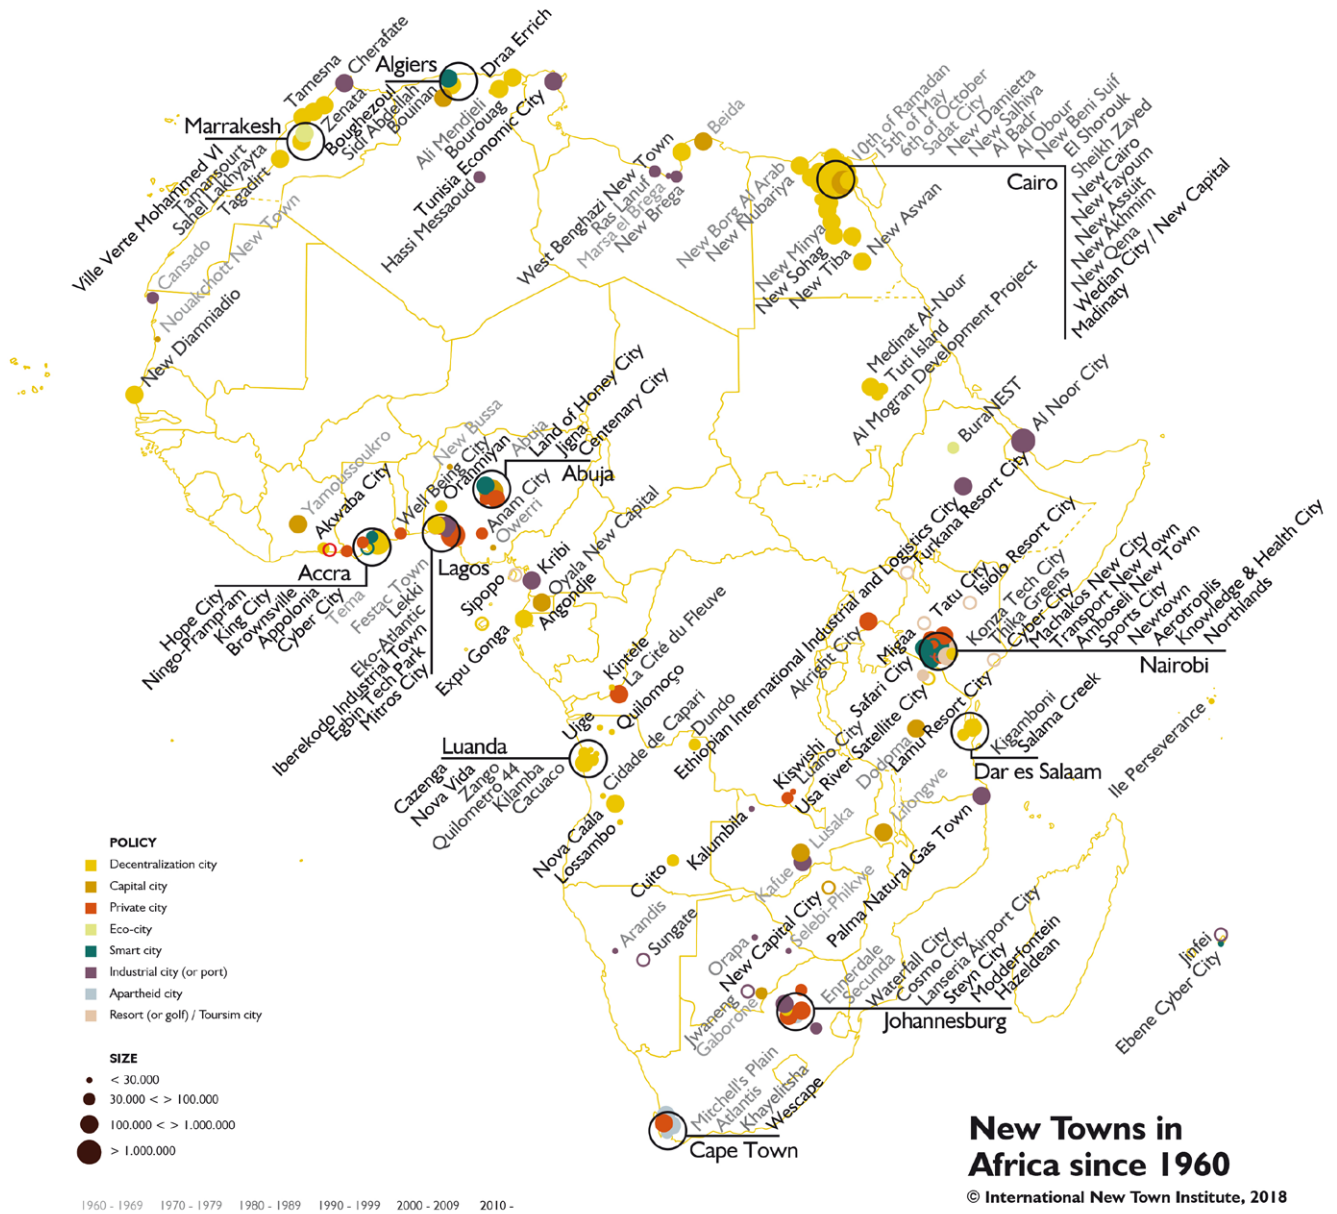 Cherafate
Tamesna
Zenata
Algiers
Draa Errich
Boughezoul
Sidi Abdellah
Bouinan
Marrakesh
Ville Verte Mohammed VI
Tamansourt
Sahel Lakhyayta
Tagadirt
Ali Mendjeli
Bourouag
Tunisia Economic City
Hassi Messaoud
Cansado
Nouakchott New Town
New Diamniadio
Beida
West Benghazi New Town
Ras Lanuf
Marsa el Brega
New Brega
New Borg Al Arab
New Nubariya
10th of Ramadan
15th of May
6th of October
Sadat City
New Damietta
New Salhiya
Al Badr
Al Obour
New Beni Suif
El Shorouk
Sheikh Zayed
New Cairo
New Fayoum
New Assuit
New Akhmim
New Qena
Wedian City / New Capital
Madinaty
Cairo
New Aswan
New Minya
New Sohag
New Tiba
Medinat Al-Nour
Tuti Island
Al Mogran Development Project
BuraNEST
Al Noor City
Yamoussoukro
Akwaba City
Well Being City
New Bussa
Oranmiyan
Abuja
Land of Honey City
Jigna
Centenary City
Abuja
Anam City
Owerri
Accra
Hope City
Ningo-Prampram
King City
Brownsville
Appolonia
Cyber City
Tema
Lagos
Festac Town
Lekki
Eko-Atlantic
Iberekodo Industrial Town
Egbin Tech Park
Mitros City
Kribi
Oyala New Capital
Sipopo
Angondje
Expu Gonga
Kintele
La Cité du Fleuve
Ethiopian International Industrial and Logistics City
Turkana Resort City
Isiolo Resort City
Tatu City
Akright City
Migaa
Safari City
Konza Tech City
Thika Greens
Cyber City
Machakos New City
Transport New Town
Amboseli New Town
Sports City
Newtown
Aerotropolis
Knowledge & Health City
Northlands
Nairobi
Lamu Resort City
Usa River Satellite City
Dodoma
Kigamboni
Salama Creek
Dar es Salaam
Ile Perseverance
Uige
Quilomoço
Luanda
Cazenga
Nova Vida
Zango
Quilometro 44
Kilamba
Cacuaco
Cidade de Capari
Dundo
Nova Caála
Lossambo
Cuito
Kiswishi
Luano City
Kalumbila
Lusaka
Kafue
Lilongwe
Palma Natural Gas Town
Arandis
Sungate
Orapa
New Capital City
Selebi-Phikwe
Jwaneng
Gaborone
Ennerdale
Secunda
Waterfall City
Cosmo City
Lanseria Airport City
Steyn City
Modderfontein
Hazeldean
Johannesburg
Jinfei
Ebene Cyber City
Mitchell's Plain
Atlantis
Khayelitsha
Wescape
Cape Town
POLICY
Decentralization city
Capital city
Private city
Eco-city
Smart city
Industrial city (or port)
Apartheid city
Resort (or golf) / Toursim city
SIZE
< 30.000
30.000 < > 100.000
100.000 < > 1.000.000
> 1.000.000
1960 - 1969 1970 - 1979 1980 - 1989 1990 - 1999 2000 - 2009 2010 -
New Towns in
Africa since 1960
© International New Town Institute, 2018